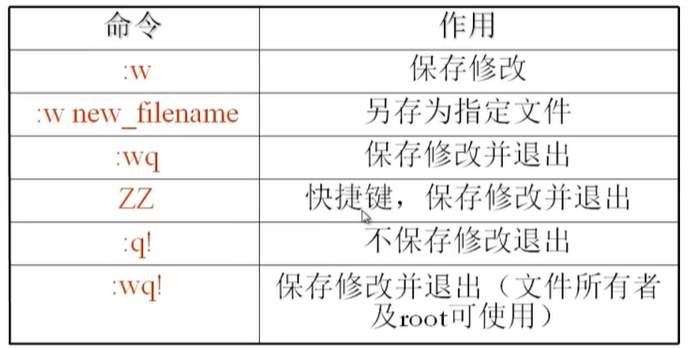 命令 作用
:w 保存修改
:w new_filename 另存为指定文件
:wq 保存修改并退出
ZZ 快捷键，保存修改并退出
:q! 不保存修改退出
:wq! 保存修改并退出（文件所有者
及root可使用）